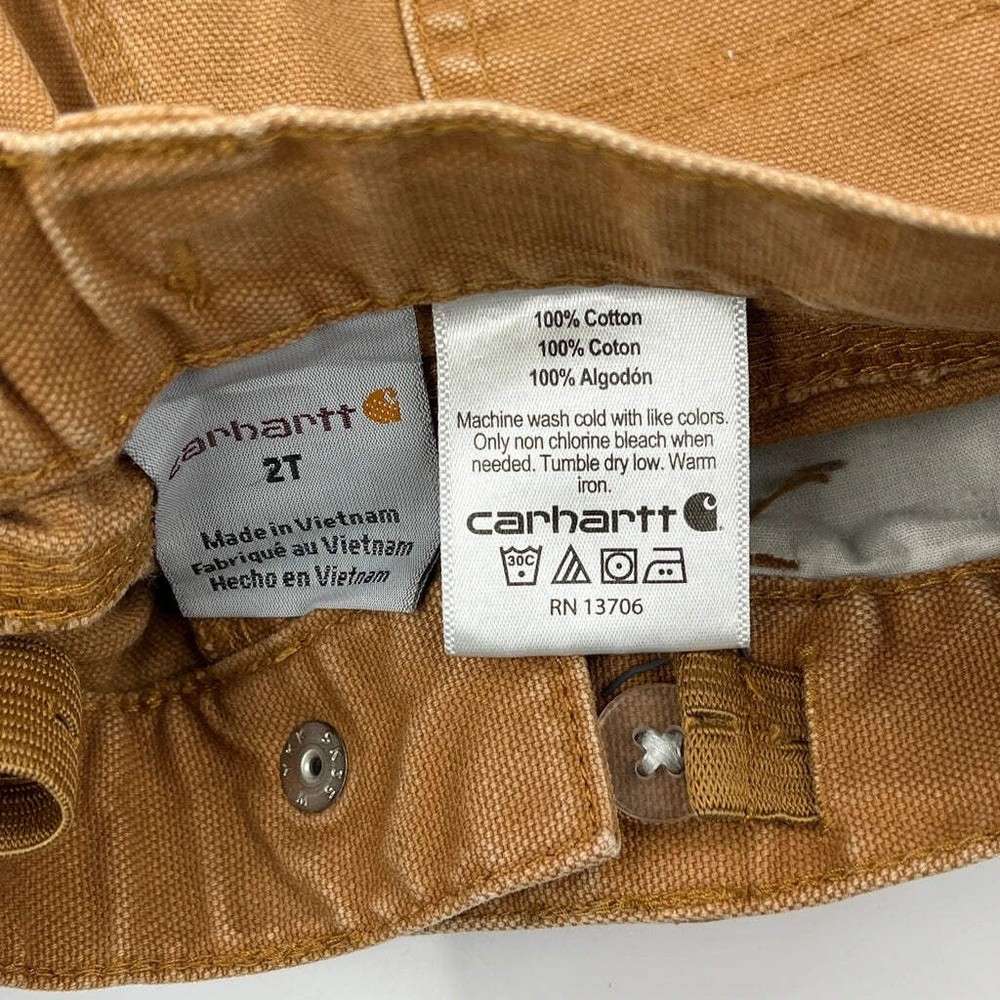 carhartt
2T
Made in Vietnam
Fabriqué au Vietnam
Hecho en Vietnam
100% Cotton
100% Coton
100% Algodón
Machine wash cold with like colors.
Only non chlorine bleach when
needed. Tumble dry low. Warm
iron.
carhartt
30C
RN 13706